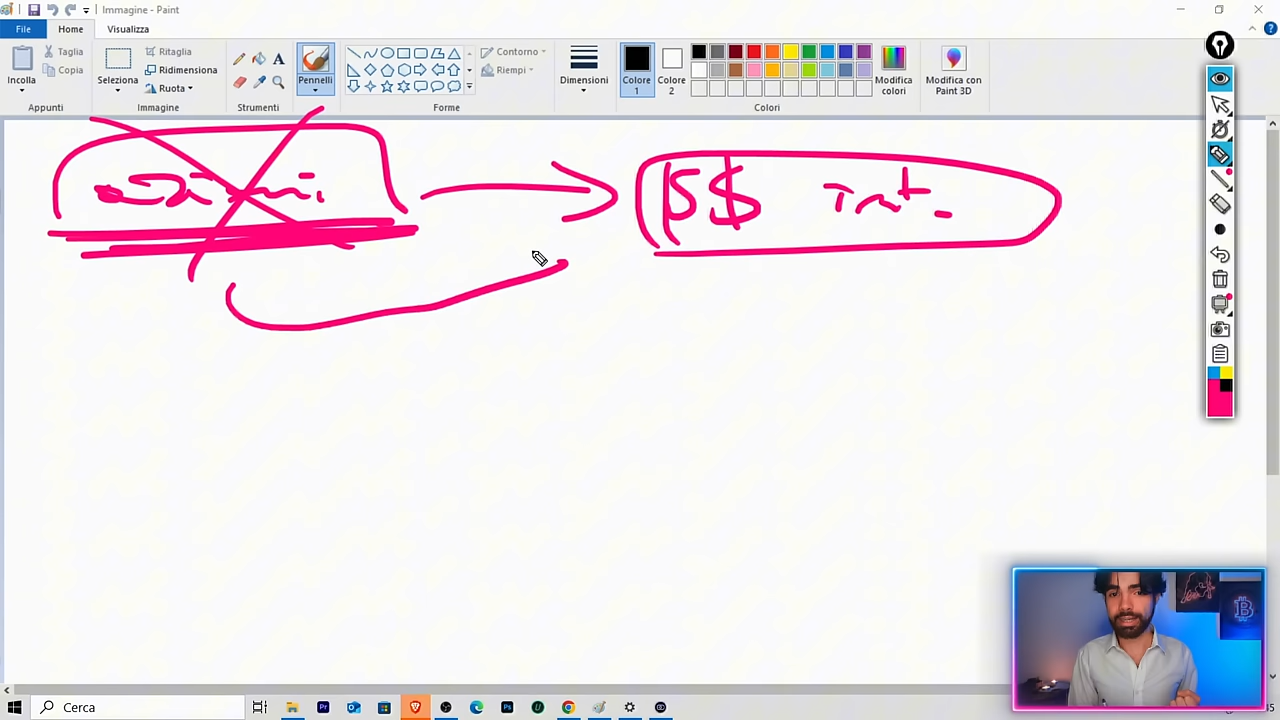 Immagine - Paint
File Home Visualizza
Incolla
Taglia
Copia
Appunti
Seleziona
Ritaglia
Ridimensiona
Ruota
Immagine
A
Strumenti
Pennelli
Forme
Contorno
Riempi
Dimensioni
Colore 1
Colore 2
Modifica colori
Colori
Modifica con Paint 3D
$$
Cerca